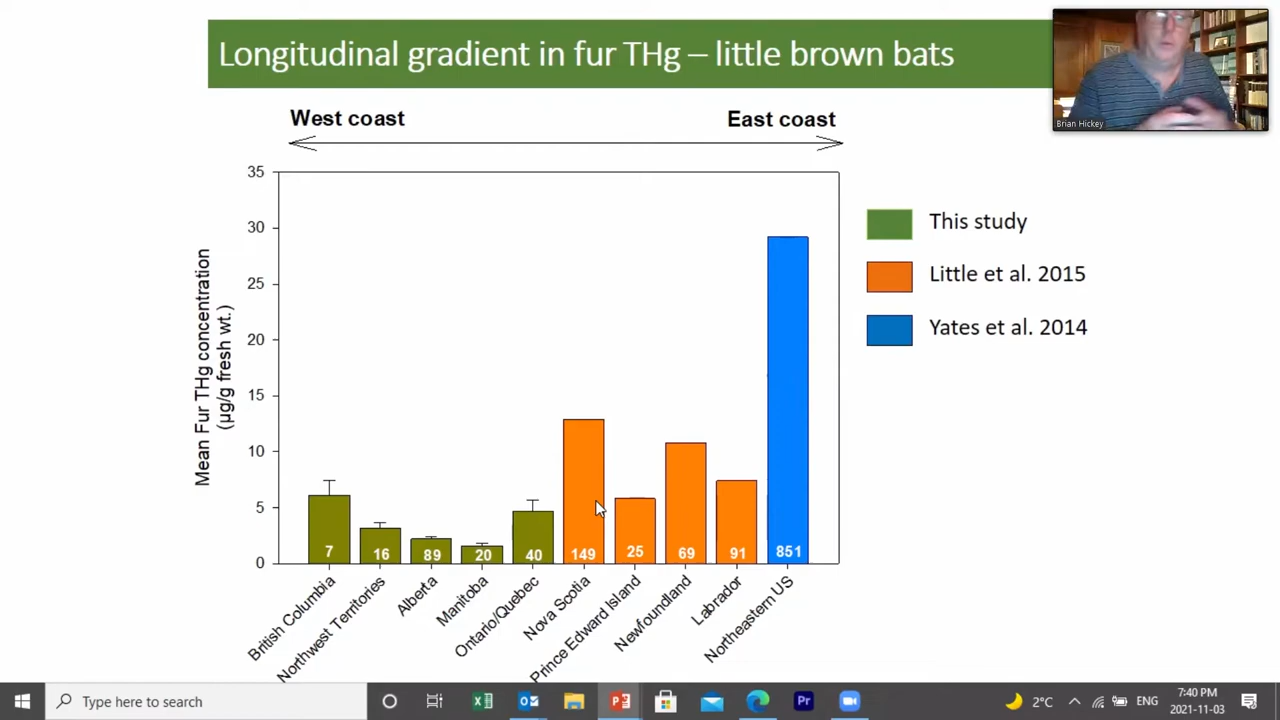 Longitudinal gradient in fur THg – little brown bats
Brian Hickey
West coast
East coast
Mean Fur THg concentration
(µg/g fresh wt.)
35
30
25
20
15
10
5
0
7
16
89
20
40
149
25
69
91
851
British Columbia
Northwest Territories
Alberta
Manitoba
Ontario/Quebec
Nova Scotia
Prince Edward Island
Newfoundland
Labrador
Northeastern US
This study
Little et al. 2015
Yates et al. 2014
Type here to search
Pr
2°C
ENG
7:40 PM
2021-11-03